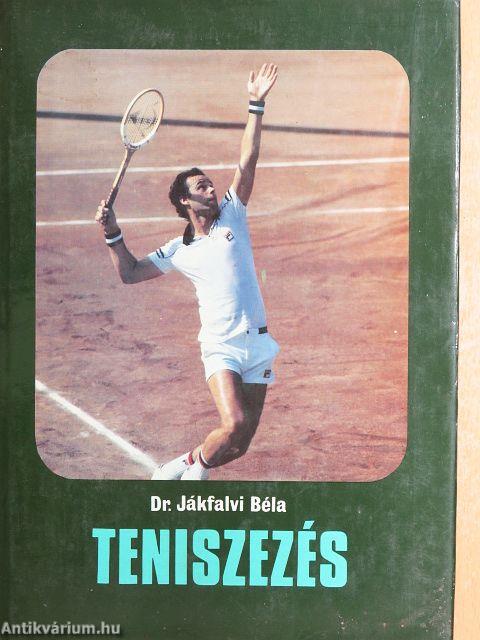 Dr. Jákfalvi Béla
TENISZEZÉS
Antikvárium.hu